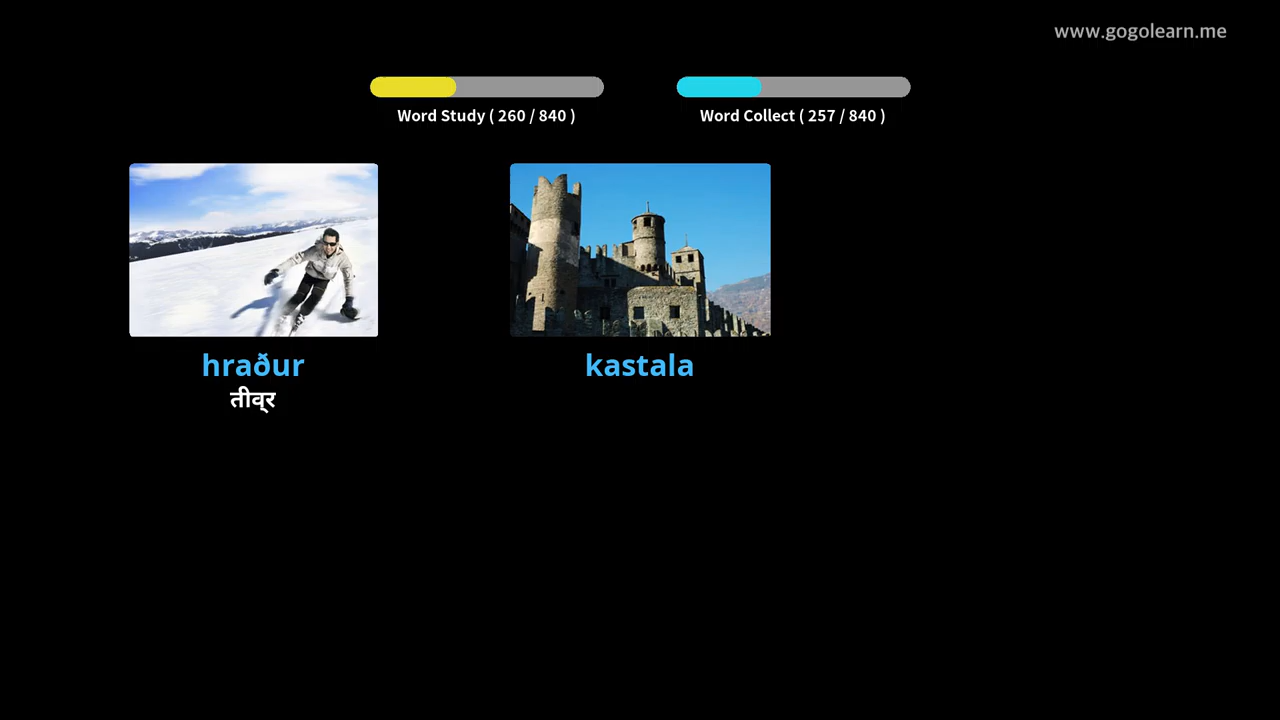 www.gogolearn.me
Word Study ( 260 / 840 )
Word Collect ( 257 / 840 )
hraður
तीव्र
kastala